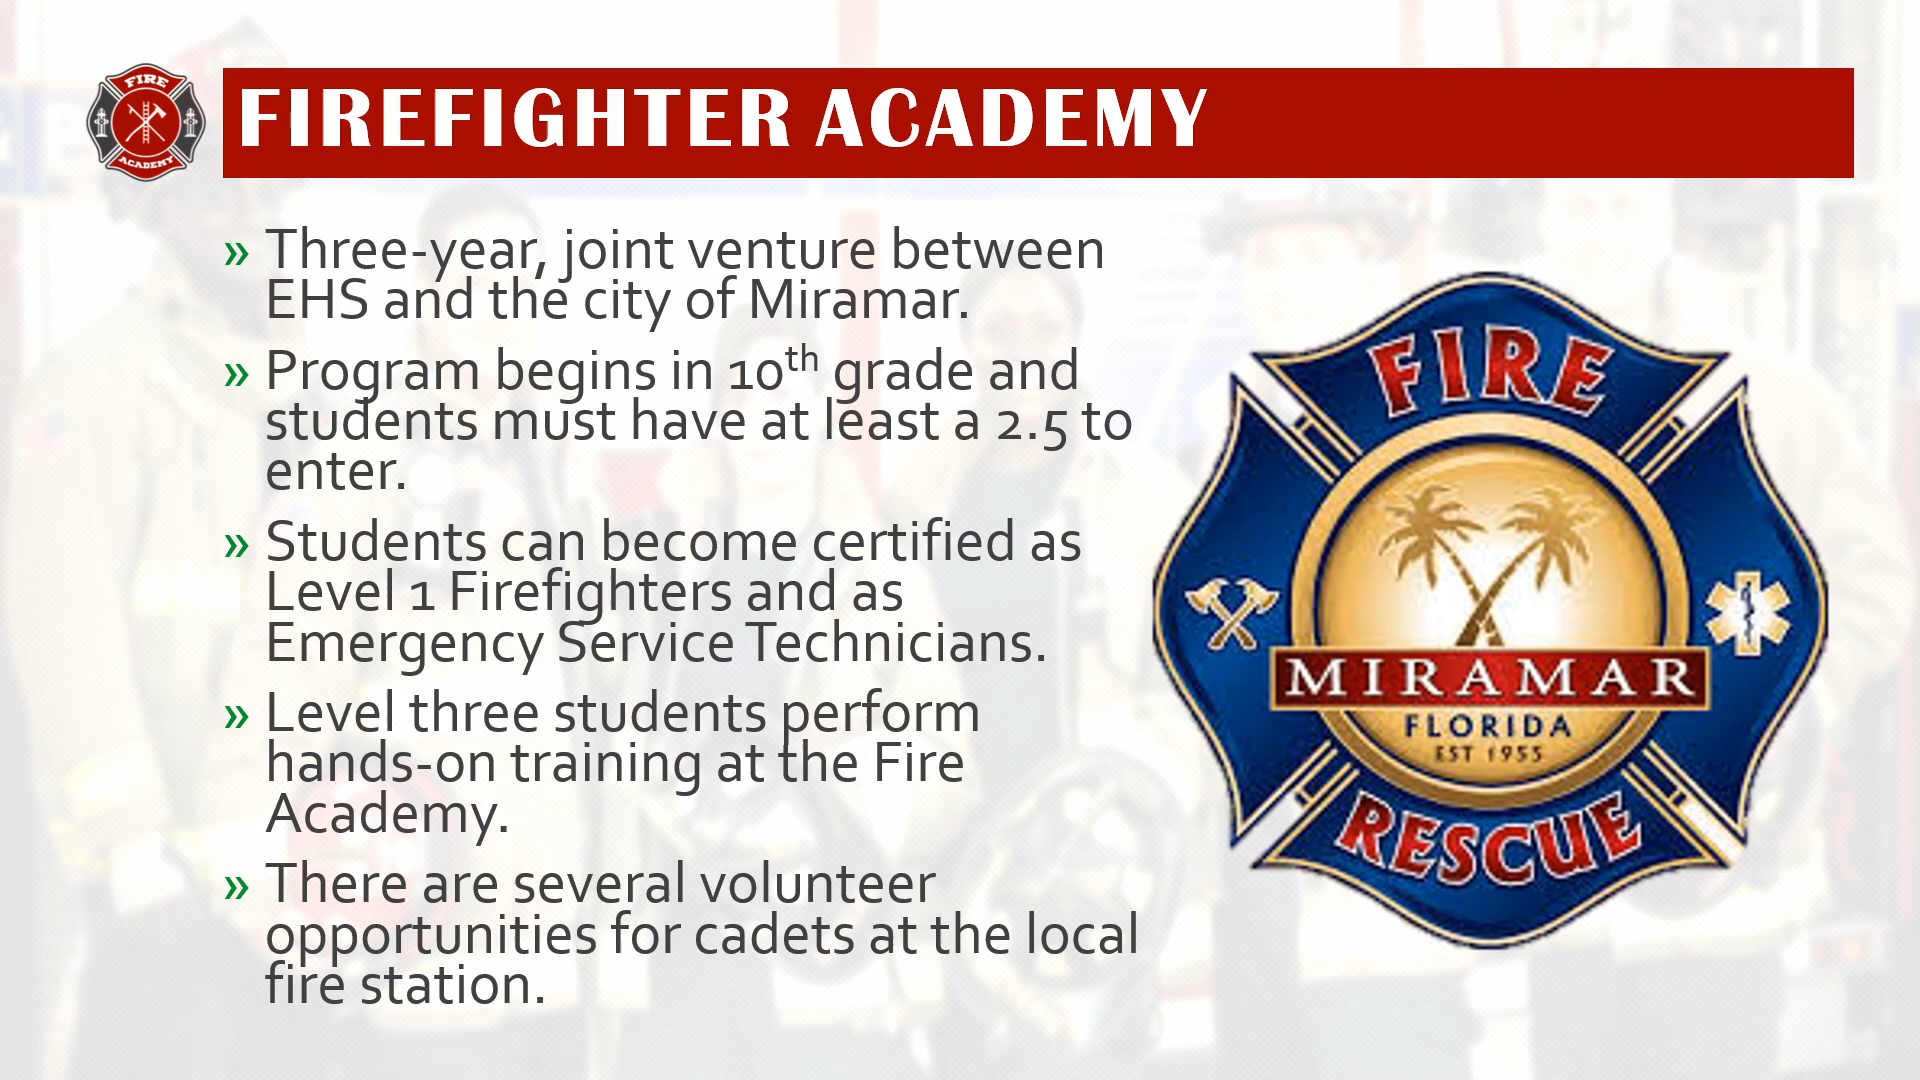 FIRE
ACADEMY
FIREFIGHTER ACADEMY
» Three-year, joint venture between
EHS and the city of Miramar.
» Program begins in 10th grade and
students must have at least a 2.5 to
enter.
» Students can become certified as
Level 1 Firefighters and as
Emergency Service Technicians.
» Level three students perform
hands-on training at the Fire
Academy.
» There are several volunteer
opportunities for cadets at the local
fire station.
FIRE
MIRAMAR
FLORIDA
EST 1955
RESCUE